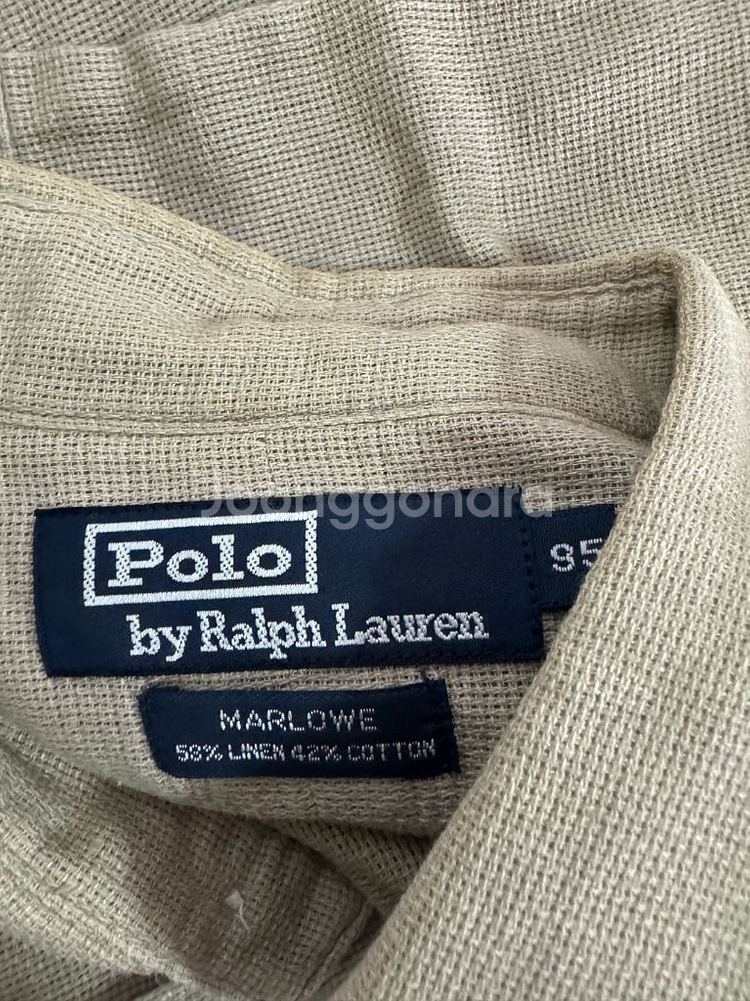 Joonggonara
Polo
by Ralph Lauren
95
MARLOWE
58% LINEN 42% COTTON